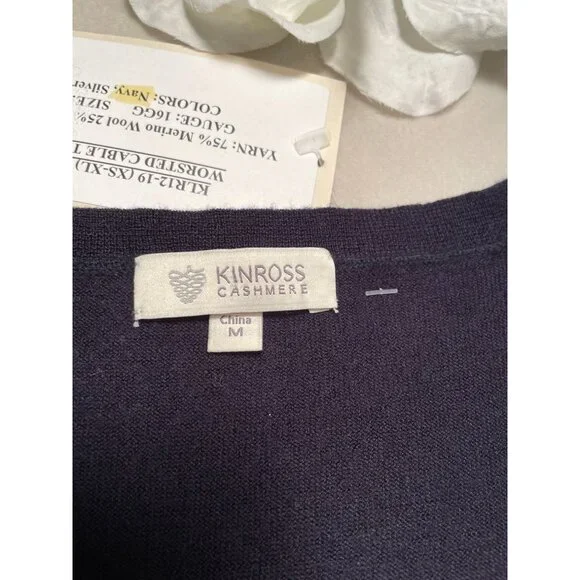 KLR12-19 (XS-XL)
WORSTED CABLE
YARN: 75% Merino Wool 25%
GAUGE: 16GG
SIZE:
COLORS: Navy, Silver
KINROSS
CASHMERE
China
M